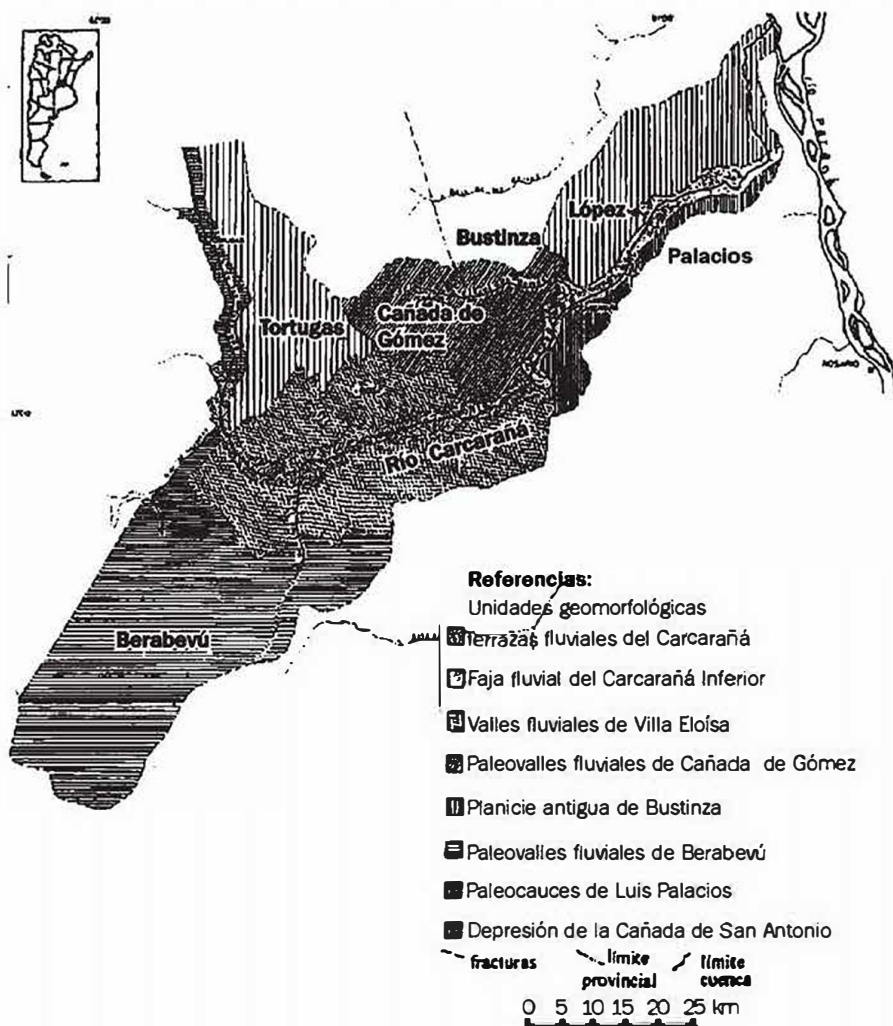 Bustinza
López
Palacios
Tortugas
Cañada de
Gómez
Río Carcarañá
Berabevú
Referencias:
Unidades geomorfológicas
Terrazas fluviales del Carcarañá
Faja fluvial del Carcarañá Inferior
Valles fluviales de Villa Eloísa
Paleovalles fluviales de Cañada de Gómez
Planicie antigua de Bustinza
Paleovalles fluviales de Berabevú
Paleocauces de Luis Palacios
Depresión de la Cañada de San Antonio
fracturas
límite
provincial
límite
cuenca
0 5 10 15 20 25 km
RÍO PARANÁ
ROSARIO